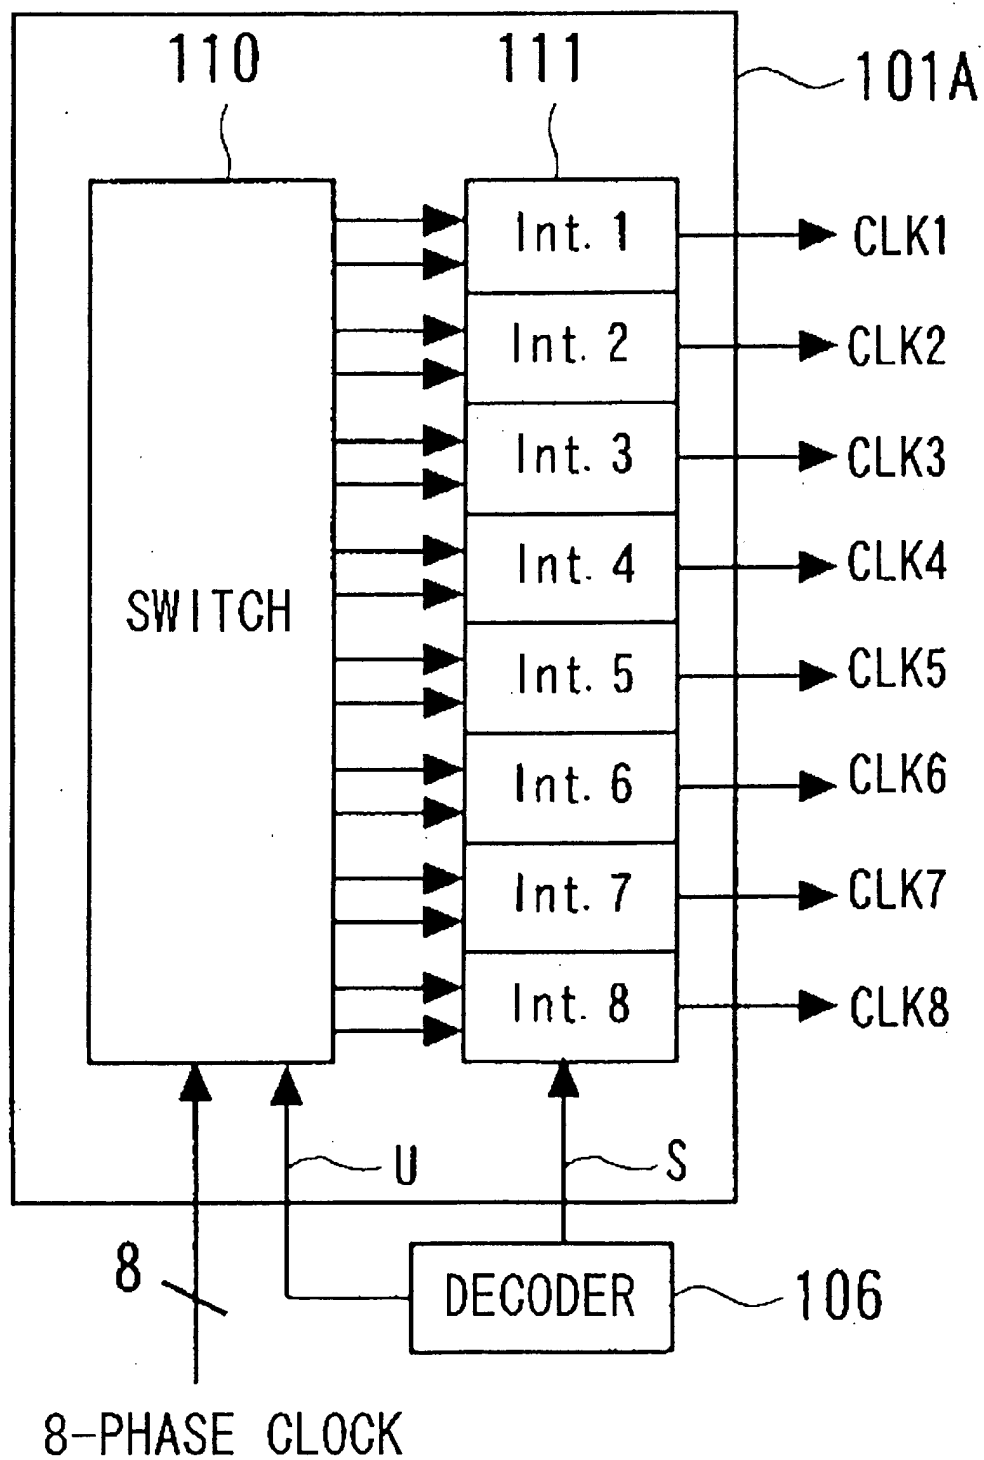 110
111
101A
Int. 1
CLK1
Int. 2
CLK2
Int. 3
CLK3
Int. 4
CLK4
SWITCH
Int. 5
CLK5
Int. 6
CLK6
Int. 7
CLK7
Int. 8
CLK8
U
S
8
DECODER
106
8-PHASE CLOCK